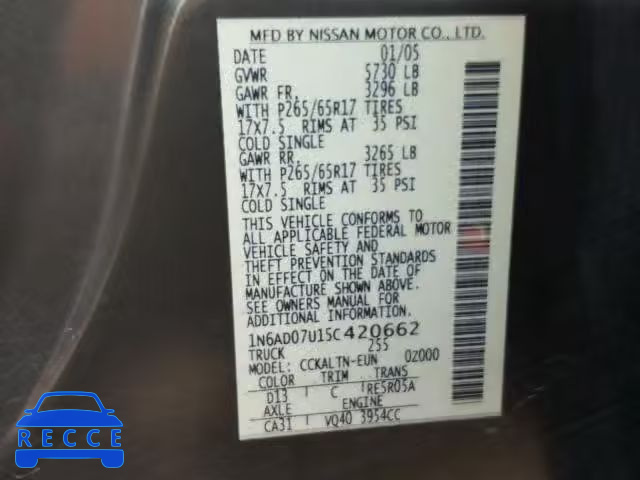 MFD BY NISSAN MOTOR CO., LTD.
DATE 01/05
GVWR 5730 LB
GAWR FR. 3296 LB
WITH P265/65R17 TIRES
17X7.5 RIMS AT 35 PSI
COLD SINGLE
GAWR RR. 3265 LB
WITH P265/65R17 TIRES
17X7.5 RIMS AT 35 PSI
COLD SINGLE
THIS VEHICLE CONFORMS TO
ALL APPLICABLE FEDERAL MOTOR
VEHICLE SAFETY AND
THEFT PREVENTION STANDARDS
IN EFFECT ON THE DATE OF
MANUFACTURE SHOWN ABOVE.
SEE OWNERS MANUAL FOR
ADDITIONAL INFORMATION.
1N6AD07U15C420662
TRUCK 255
MODEL: CCKALTN-EUN 0Z000
COLOR TRIM TRANS
D13 C RE5R05A
AXLE ENGINE
CA31 VQ40 3954CC
RECCE